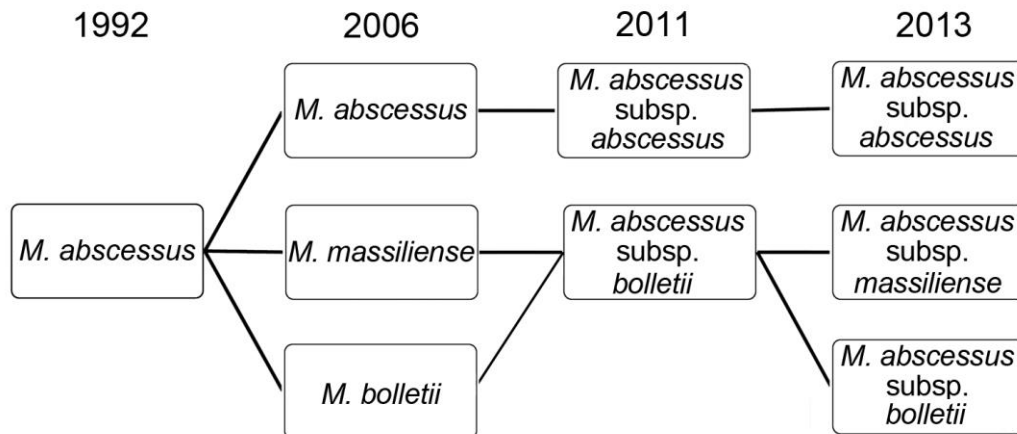 1992
2006
2011
2013
M. abscessus
M. abscessus
M. massiliense
M. bolletii
M. abscessus
subsp.
abscessus
M. abscessus
subsp.
bolletii
M. abscessus
subsp.
abscessus
M. abscessus
subsp.
massiliense
M. abscessus
subsp.
bolletii